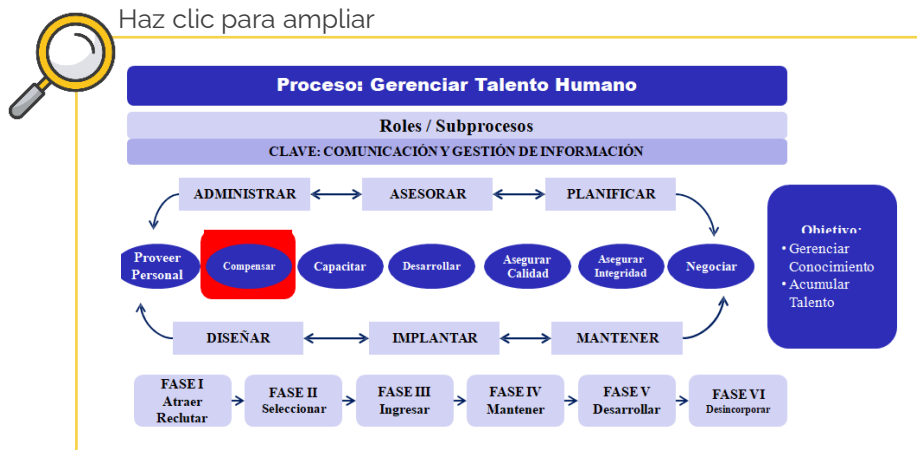 Haz clic para ampliar
Proceso: Gerenciar Talento Humano
Roles / Subprocesos
CLAVE: COMUNICACIÓN Y GESTIÓN DE INFORMACIÓN
ADMINISTRAR
ASESORAR
PLANIFICAR
Proveer
Personal
Compensar
Capacitar
Desarrollar
Asegurar
Calidad
Asegurar
Integridad
Negociar
DISEÑAR
IMPLANTAR
MANTENER
Objetivo:
• Gerenciar
Conocimiento
• Acumular
Talento
FASE I
Atraer
Reclutar
FASE II
Seleccionar
FASE III
Ingresar
FASE IV
Mantener
FASE V
Desarrollar
FASE VI
Desincorporar